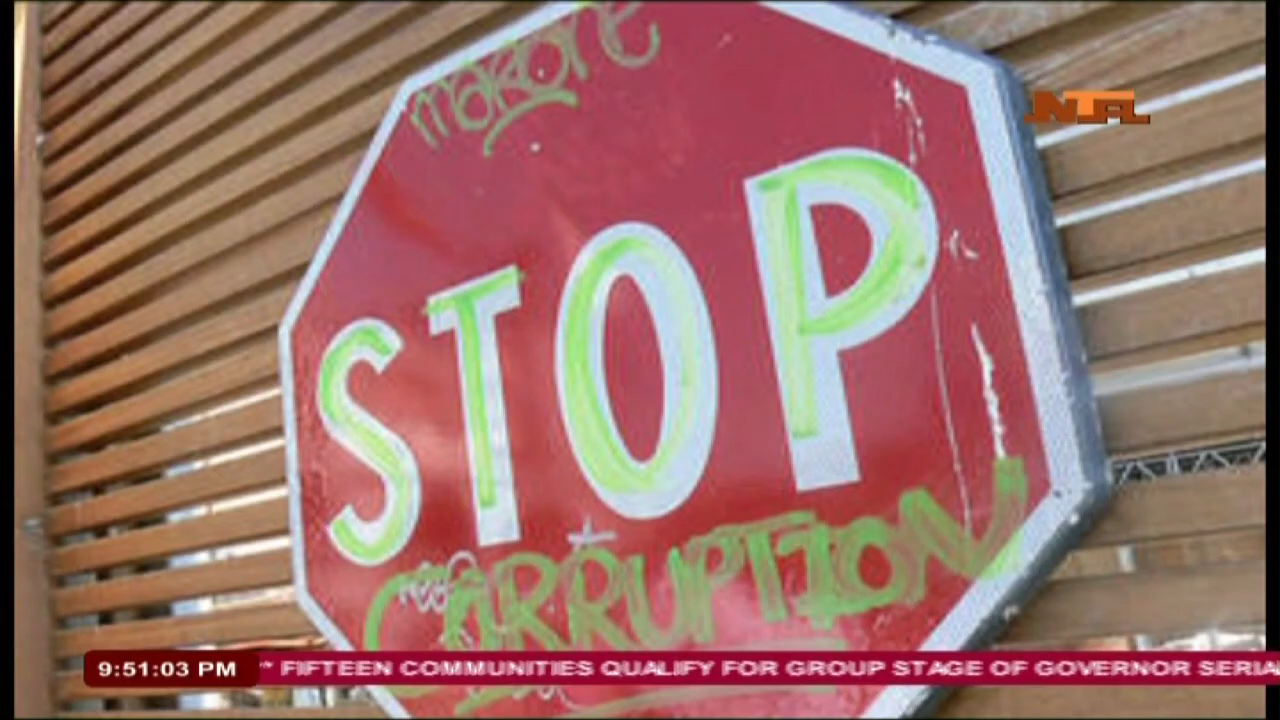 NTA
STOP
CORRUPTION
9:51:03 PM " FIFTEEN COMMUNITIES QUALIFY FOR GROUP STAGE OF GOVERNOR SERIA